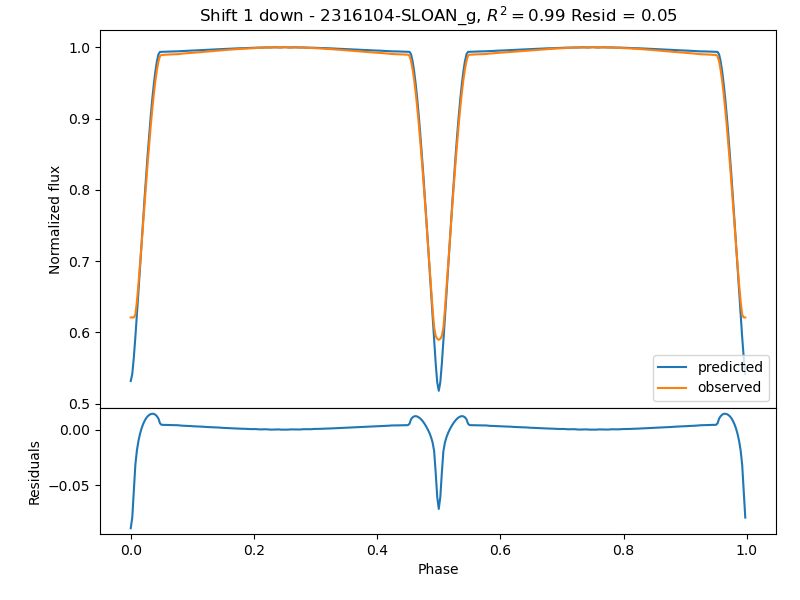 Shift 1 down - 2316104-SLOAN_g, R² = 0.99 Resid = 0.05
1.0
0.9
0.8
0.7
0.6
0.5
Normalized flux
predicted
observed
0.00
−0.05
Residuals
0.0 0.2 0.4 0.6 0.8 1.0
Phase